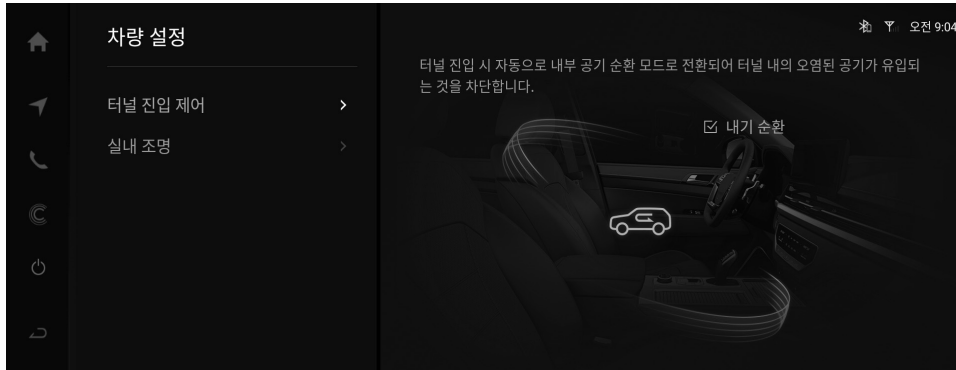 차량 설정
오전 9:04
터널 진입 시 자동으로 내부 공기 순환 모드로 전환되어 터널 내의 오염된 공기가 유입되
는 것을 차단합니다.
터널 진입 제어
내기 순환
실내 조명